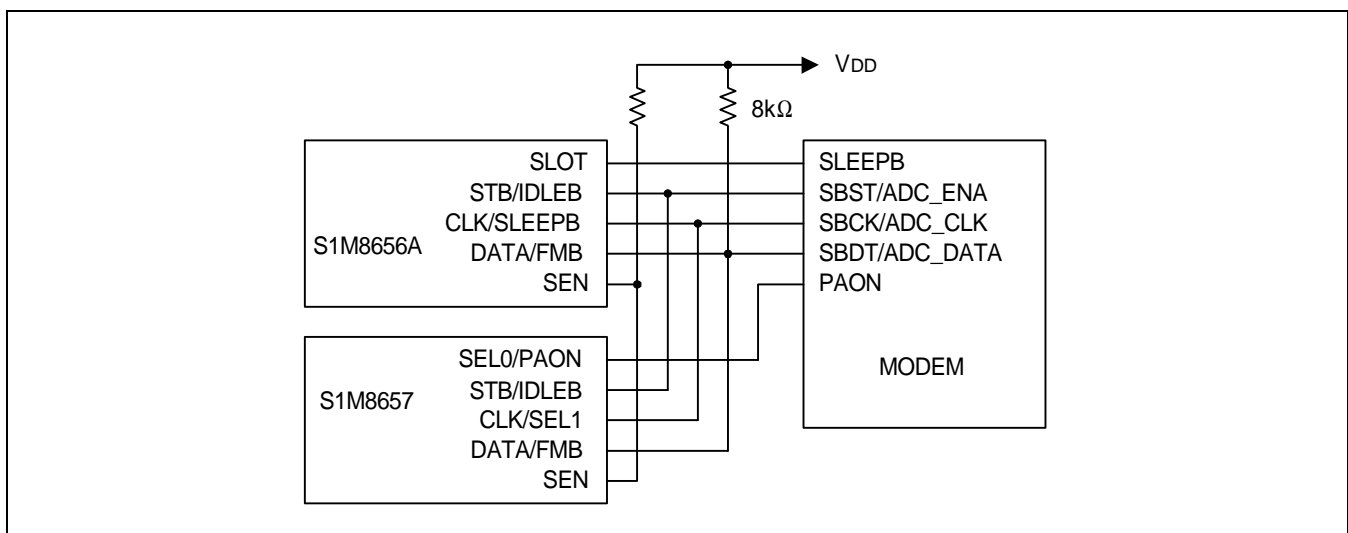 VDD
8kΩ
S1M8656A
SLOT
STB/IDLEB
CLK/SLEEPB
DATA/FMB
SEN
S1M8657
SEL0/PAON
STB/IDLEB
CLK/SEL1
DATA/FMB
SEN
SLEEPB
SBST/ADC_ENA
SBCK/ADC_CLK
SBDT/ADC_DATA
PAON
MODEM